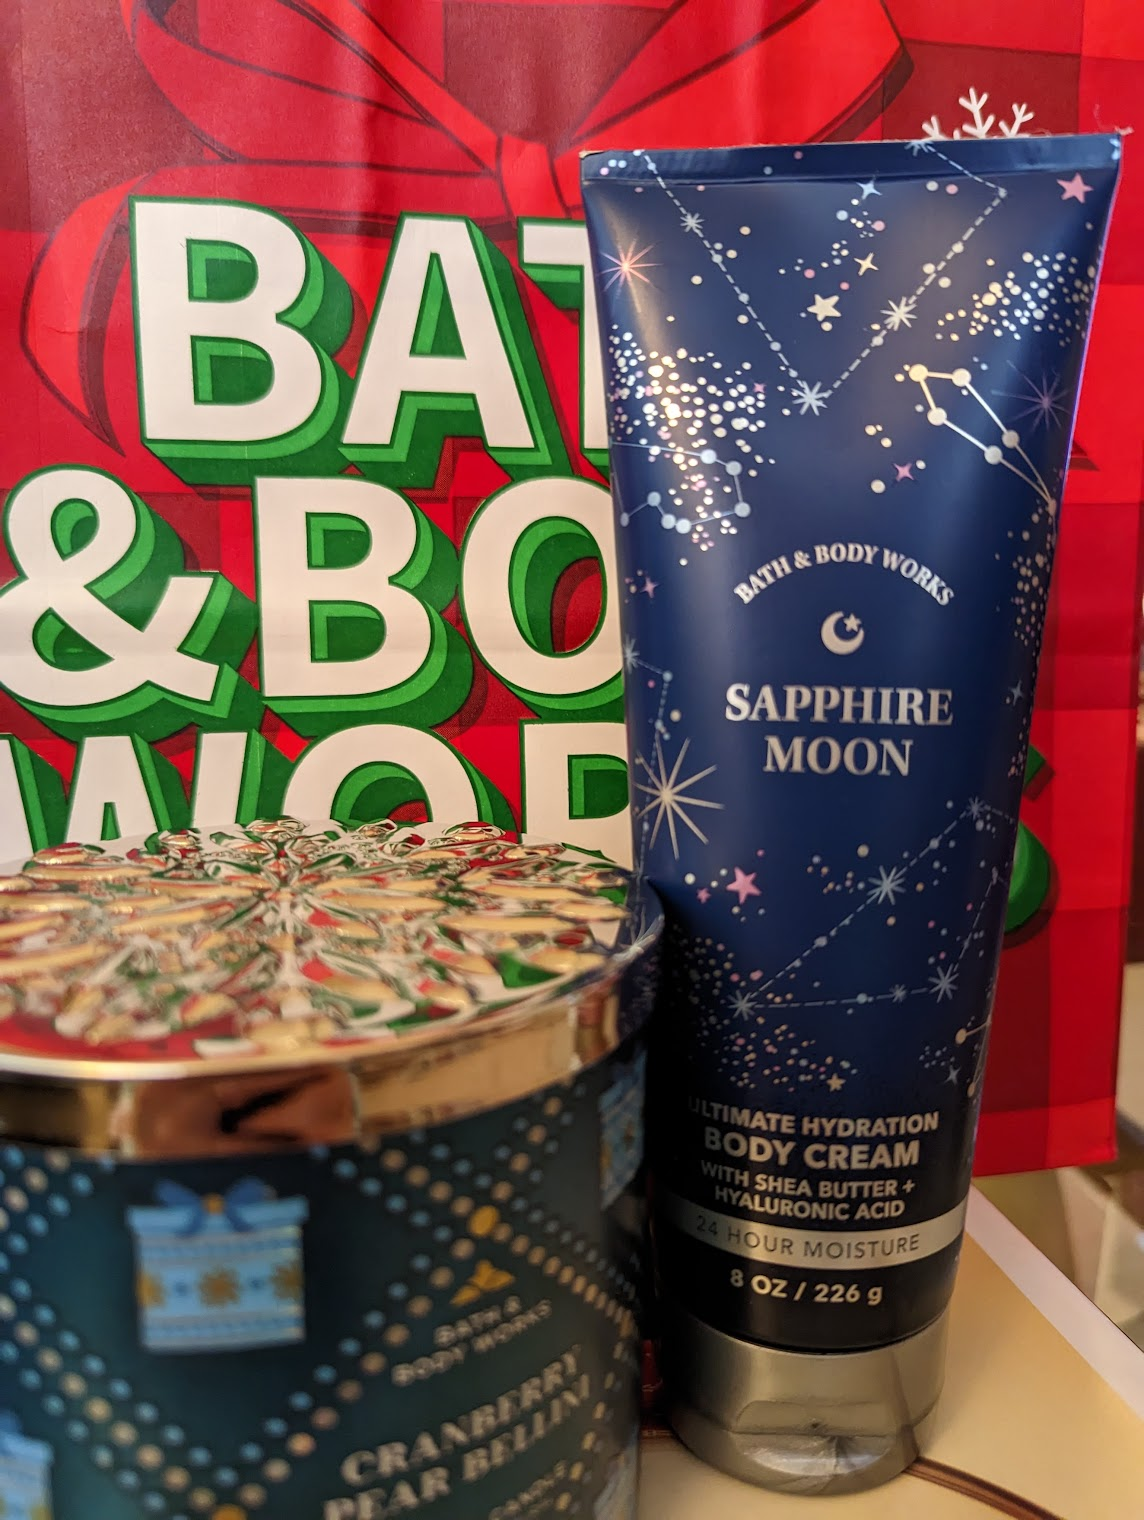 BAT
& BO
WOR
BATH & BODY WORKS
SAPPHIRE
MOON
ULTIMATE HYDRATION
BODY CREAM
WITH SHEA BUTTER +
HYALURONIC ACID
24 HOUR MOISTURE
8 OZ / 226 g
BATH &
BODY WORKS
CRANBERRY
PEAR BELLINI
CANDLE